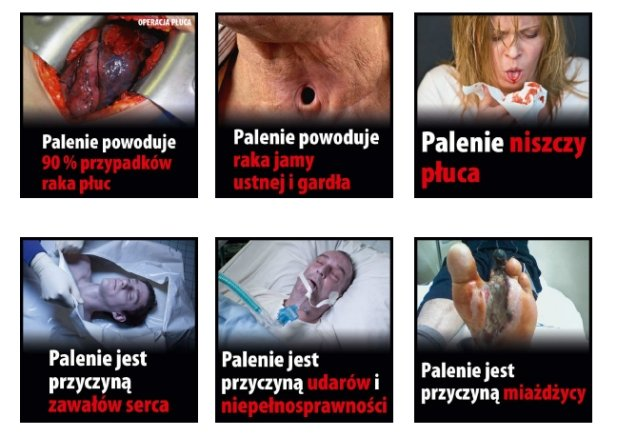 OPERACJA PŁUCA
Palenie powoduje
90 % przypadków
raka płuc
Palenie powoduje
raka jamy
ustnej i gardła
Palenie niszczy
płuca
Palenie jest
przyczyną
zawałów serca
Palenie jest
przyczyną udarów i
niepełnosprawności
Palenie jest
przyczyną miażdżycy